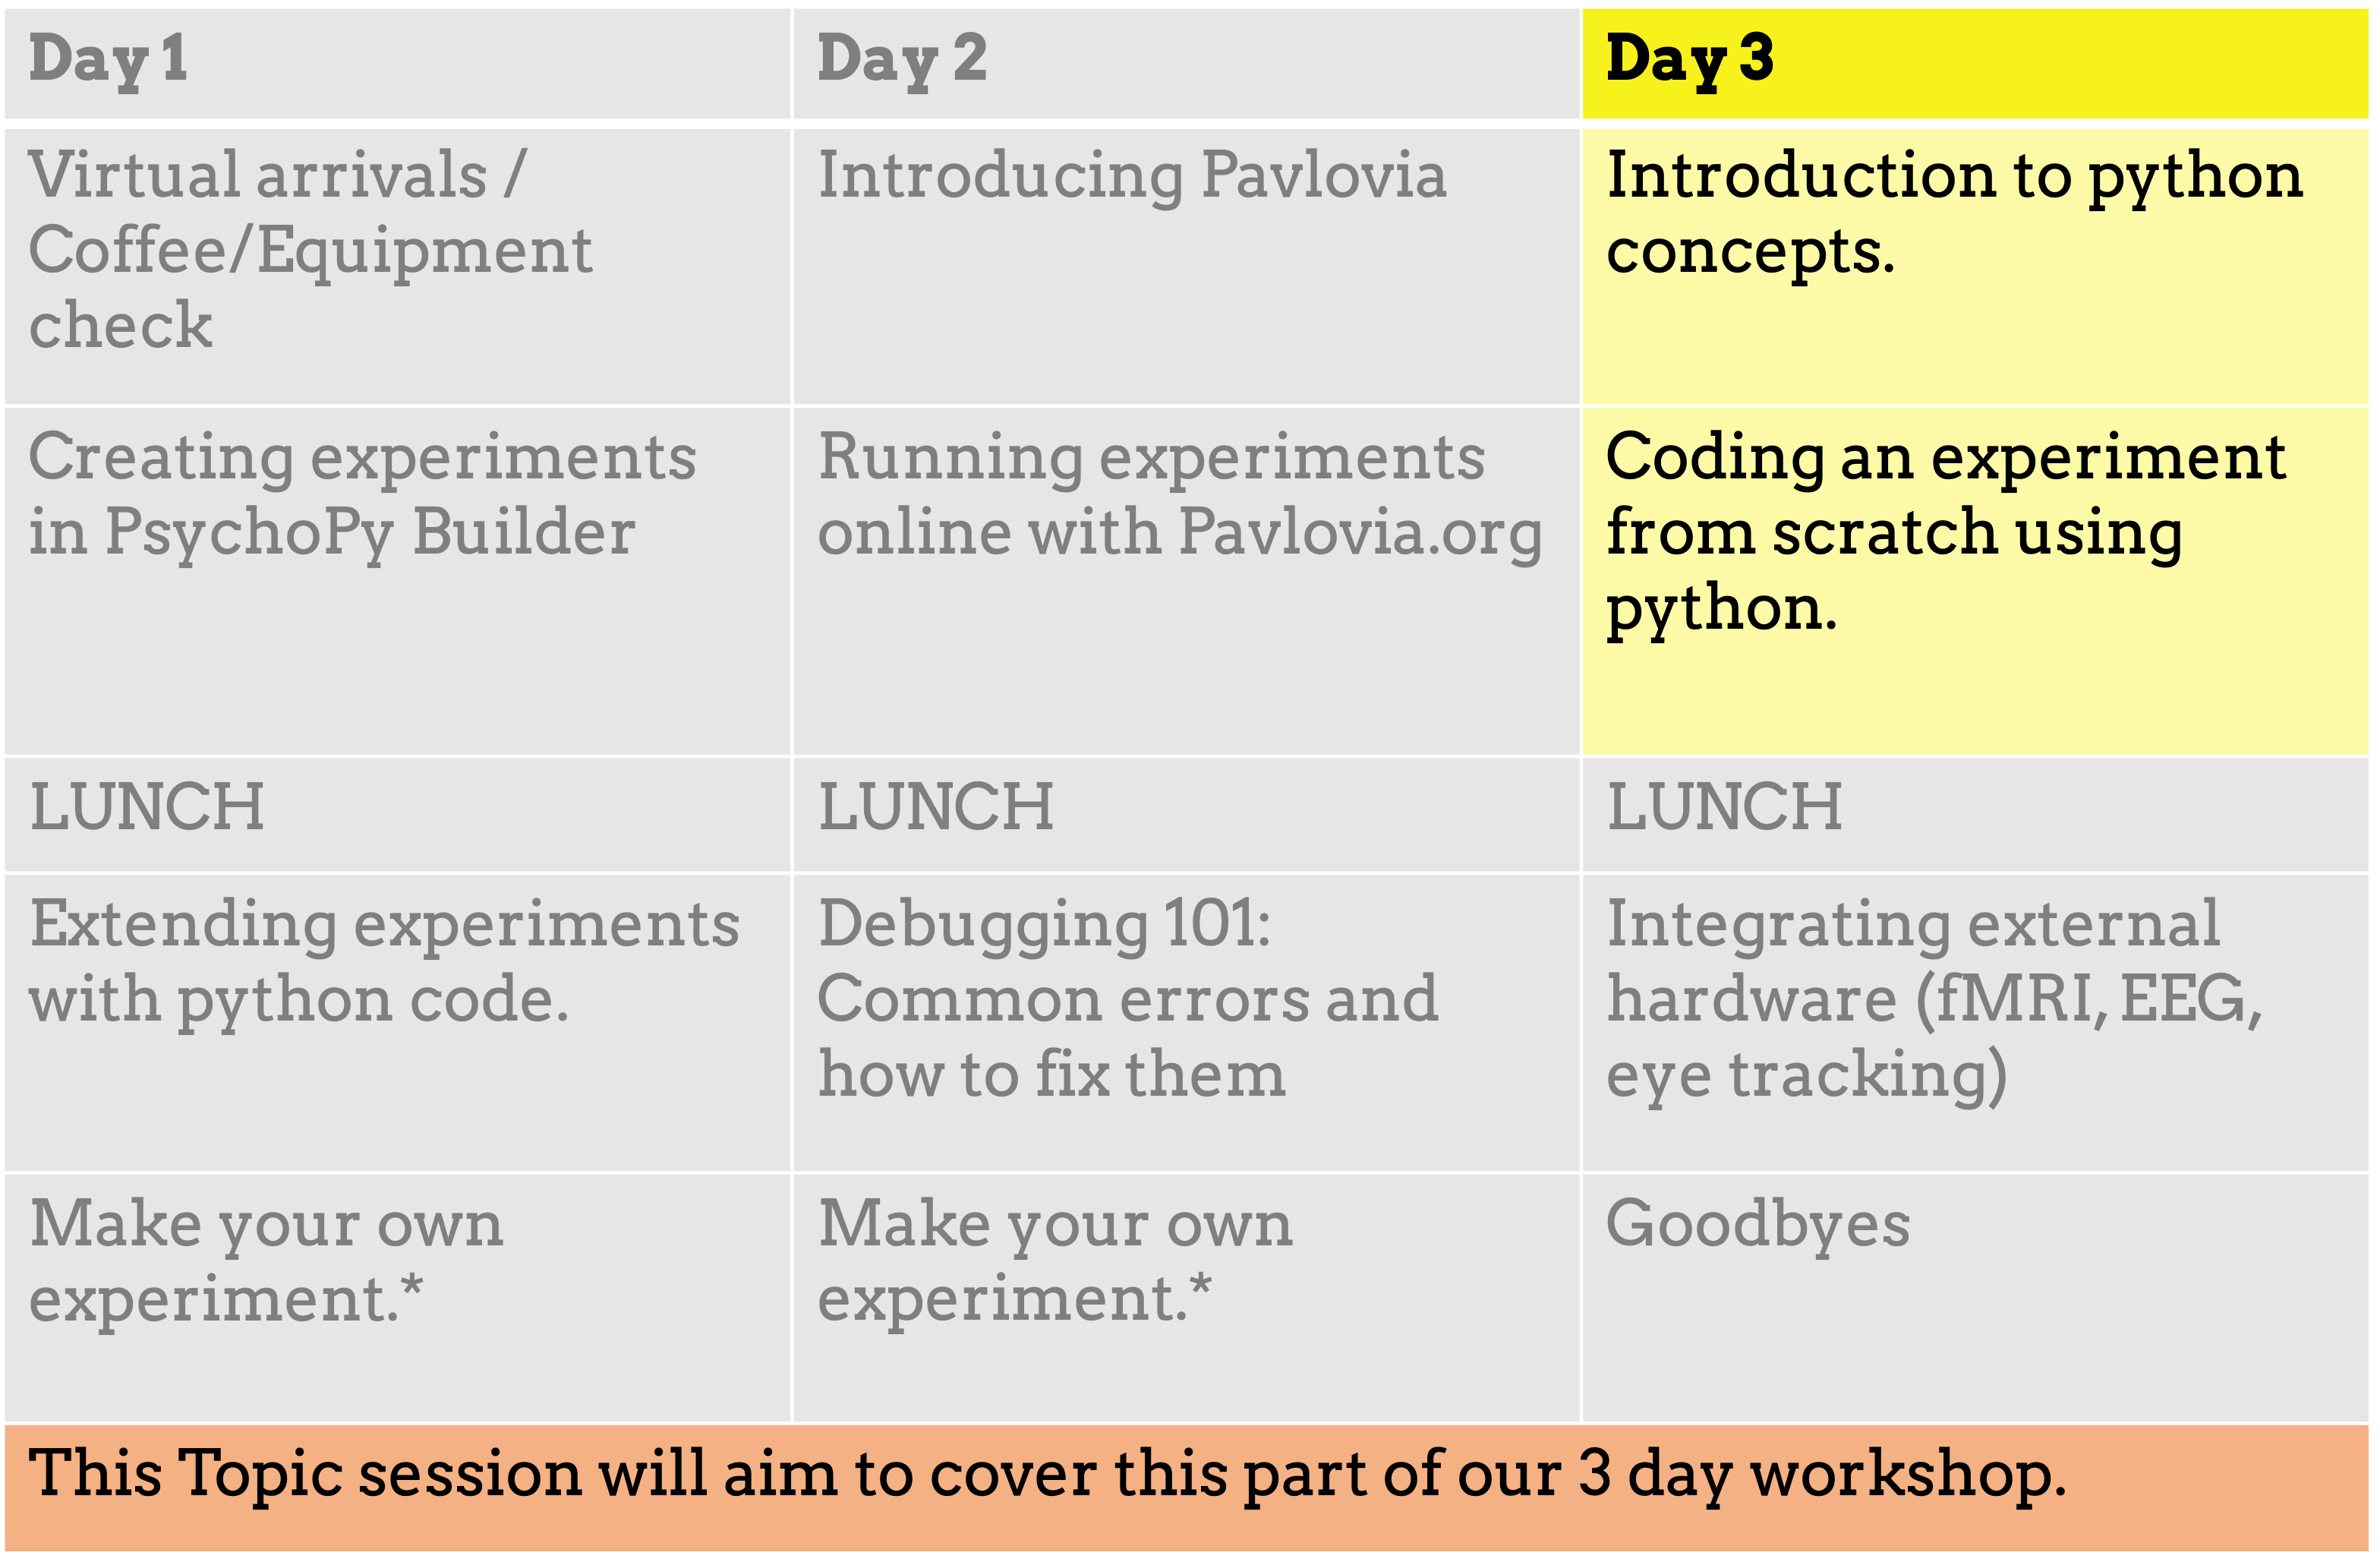 Day 1
Day 2
Day 3
Virtual arrivals /
Coffee/Equipment
check
Introducing Pavlovia
Introduction to python
concepts.
Creating experiments
in PsychoPy Builder
Running experiments
online with Pavlovia.org
Coding an experiment
from scratch using
python.
LUNCH
LUNCH
LUNCH
Extending experiments
with python code.
Debugging 101:
Common errors and
how to fix them
Integrating external
hardware (fMRI, EEG,
eye tracking)
Make your own
experiment.*
Make your own
experiment.*
Goodbyes
This Topic session will aim to cover this part of our 3 day workshop.